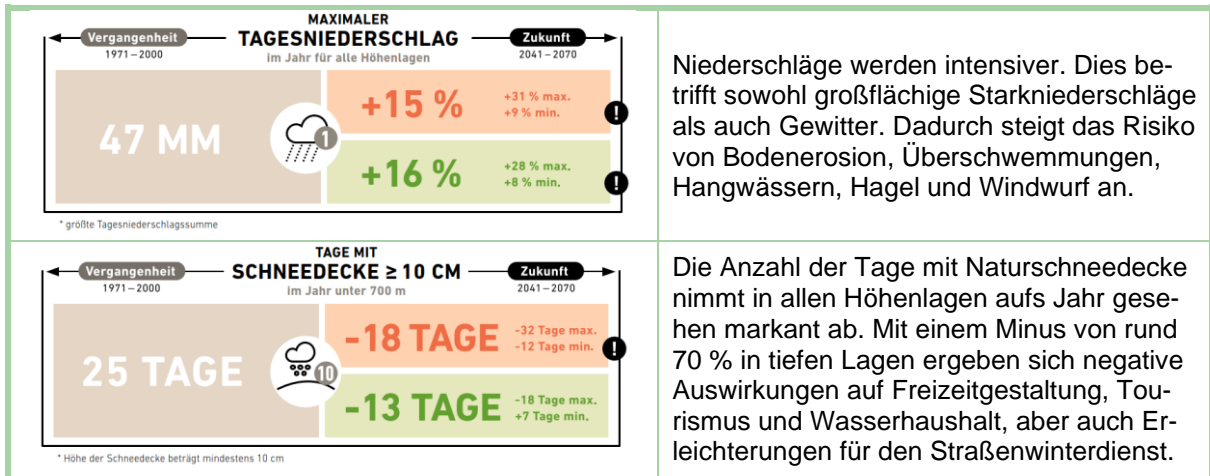 MAXIMALER
Vergangenheit TAGESNIEDERSCHLAG Zukunft
1971–2000 im Jahr für alle Höhenlagen 2041–2070
47 MM
1
+15 %
+31 % max.
+9 % min.
!
+16 %
+28 % max.
+8 % min.
!
* größte Tagesniederschlagssumme
Niederschläge werden intensiver. Dies be-
trifft sowohl großflächige Starkniederschläge
als auch Gewitter. Dadurch steigt das Risiko
von Bodenerosion, Überschwemmungen,
Hangwässern, Hagel und Windwurf an.
TAGE MIT
Vergangenheit SCHNEEDECKE ≥ 10 CM Zukunft
1971–2000 im Jahr unter 700 m 2041–2070
25 TAGE
10
-18 TAGE
-32 Tage max.
-12 Tage min.
!
-13 TAGE
-18 Tage max.
+7 Tage min.
* Höhe der Schneedecke beträgt mindestens 10 cm
Die Anzahl der Tage mit Naturschneedecke
nimmt in allen Höhenlagen aufs Jahr gese-
hen markant ab. Mit einem Minus von rund
70 % in tiefen Lagen ergeben sich negative
Auswirkungen auf Freizeitgestaltung, Tou-
rismus und Wasserhaushalt, aber auch Er-
leichterungen für den Straßenwinterdienst.